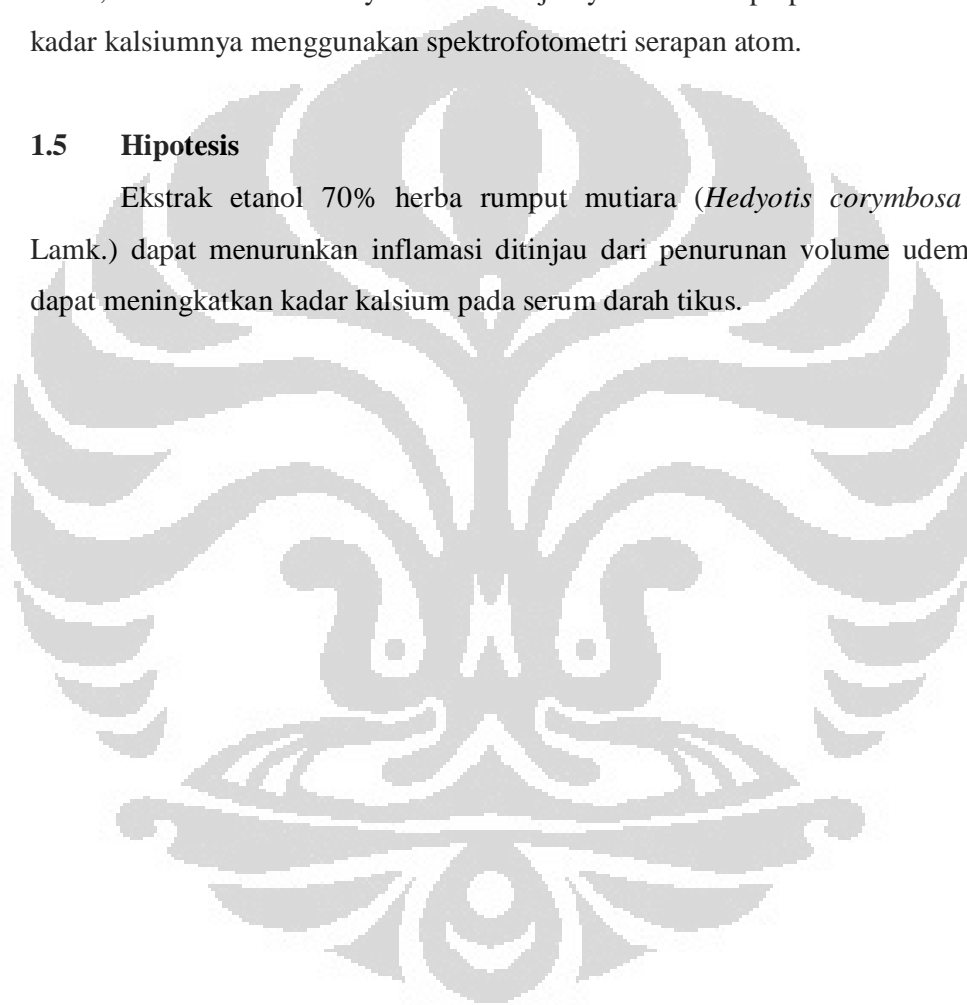 kadar kalsiumnya menggunakan spektrofotometri serapan atom.
1.5 Hipotesis
Ekstrak etanol 70% herba rumput mutiara (Hedyotis corymbosa
Lamk.) dapat menurunkan inflamasi ditinjau dari penurunan volume udem
dapat meningkatkan kadar kalsium pada serum darah tikus.